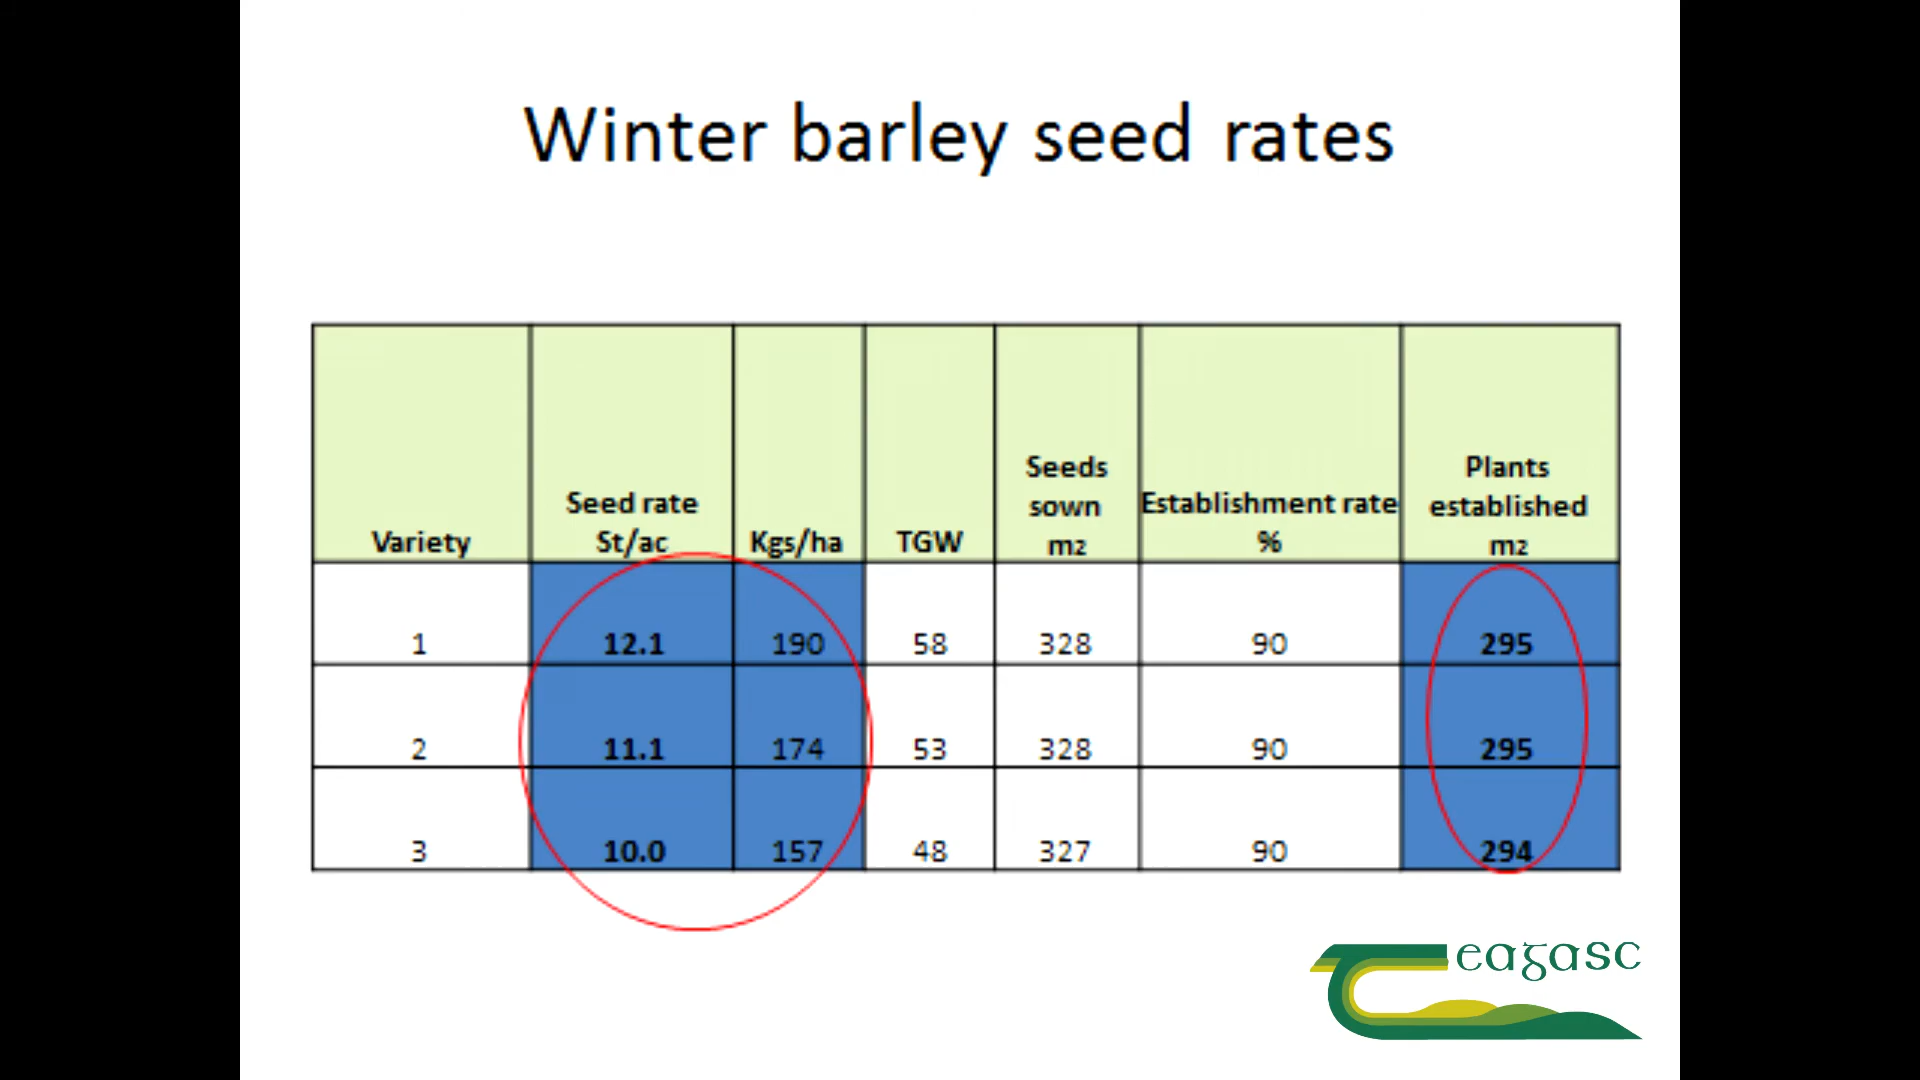 Winter barley seed rates
Variety
Seed rate
St/ac
Kgs/ha
TGW
Seeds
sown
m2
Establishment rate
%
Plants
established
m2
1 12.1 190 58 328 90 295
2 11.1 174 53 328 90 295
3 10.0 157 48 327 90 294
eagasc